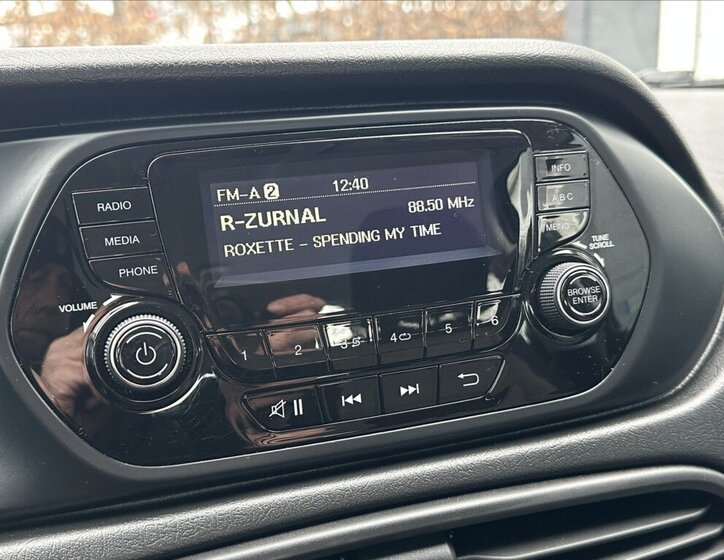 FM-A 2 12:40
R-ZURNAL 88.50 MHz
ROXETTE - SPENDING MY TIME
RADIO
MEDIA
PHONE
VOLUME
INFO
ABC
MENU
TUNE
SCROLL
BROWSE
ENTER
1 2 3 4 5 6